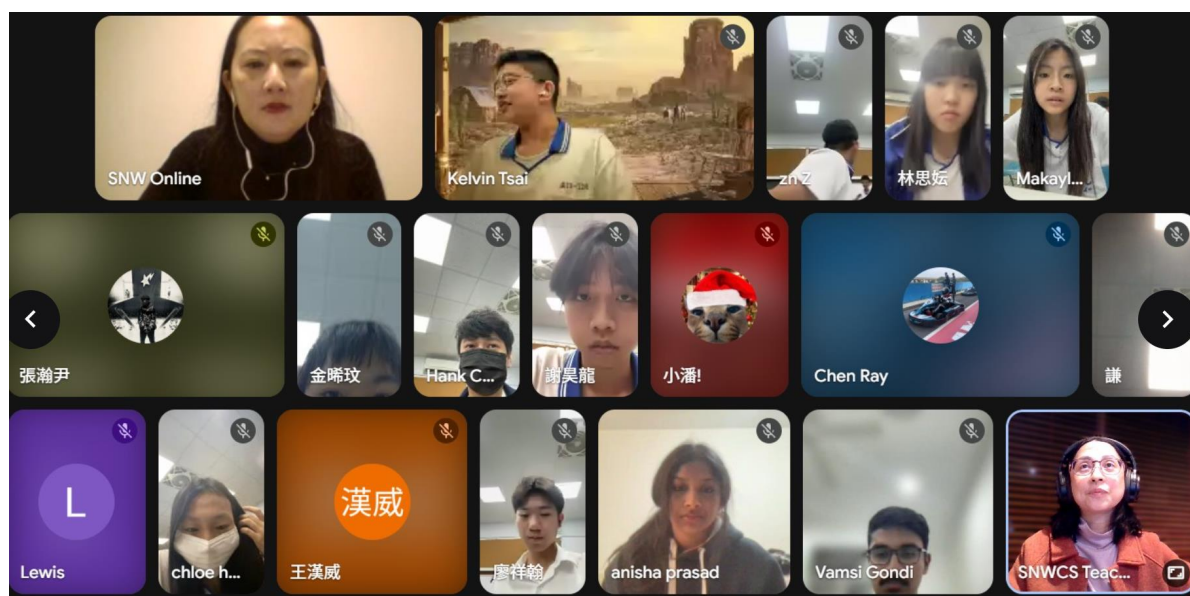 SNW Online
Kelvin Tsai
zn Z
林思妘
Makayl...
張瀚尹
金晞玟
Hank C...
謝昊龍
小潘!
Chen Ray
謙
L
Lewis
chloe h...
漢威
王漢威
廖祥翰
anisha prasad
Vamsi Gondi
SNWCS Teac...